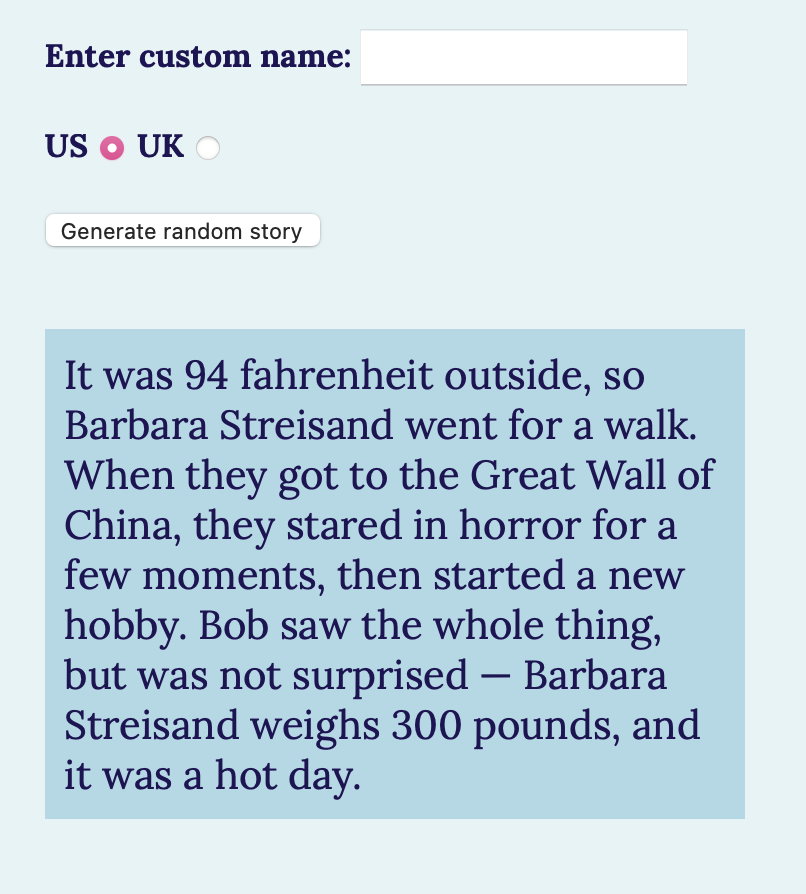 Enter custom name:
US UK
Generate random story
It was 94 fahrenheit outside, so
Barbara Streisand went for a walk.
When they got to the Great Wall of
China, they stared in horror for a
few moments, then started a new
hobby. Bob saw the whole thing,
but was not surprised — Barbara
Streisand weighs 300 pounds, and
it was a hot day.